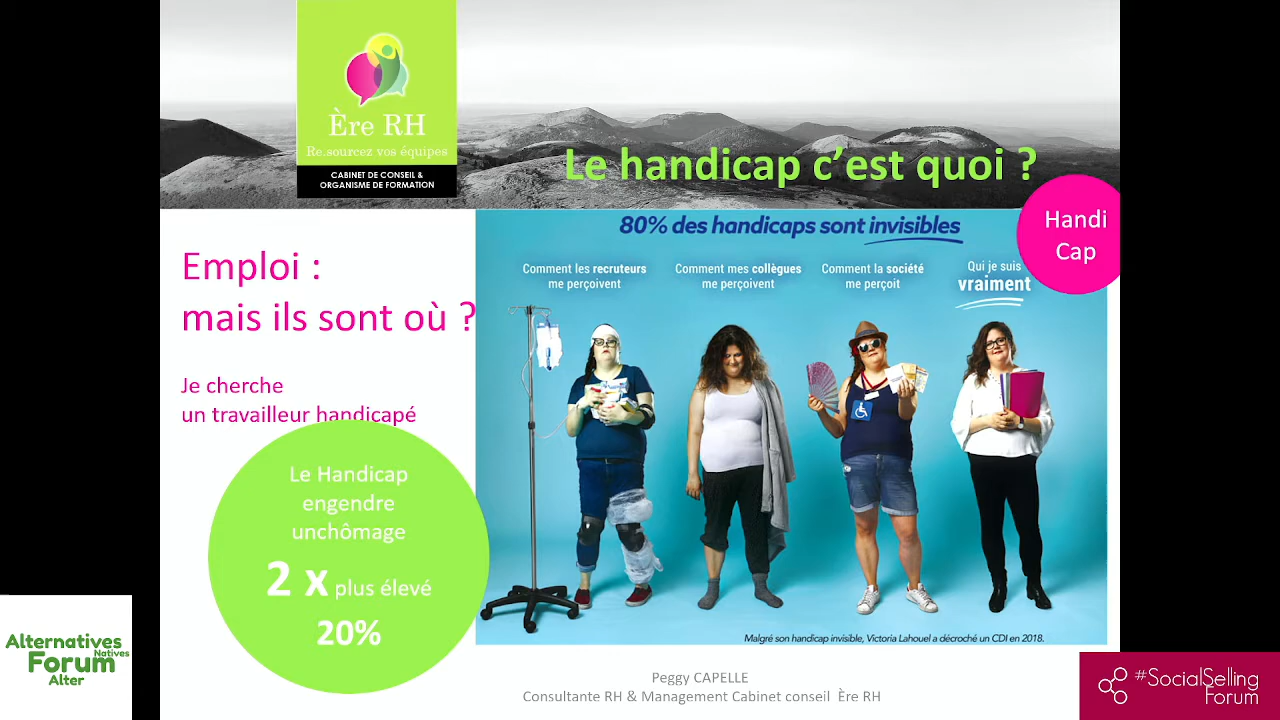 Ère RH
Re.sourcez vos équipes
CABINET DE CONSEIL &
ORGANISME DE FORMATION
Le handicap c’est quoi ?
Handi
Cap
Emploi :
mais ils sont où ?
Je cherche
un travailleur handicapé
Le Handicap
engendre
unchômage
2 x plus élevé
20%
80% des handicaps sont invisibles
Comment les recruteurs
me perçoivent
Comment mes collègues
me perçoivent
Comment la société
me perçoit
Qui je suis
vraiment
Malgré son handicap invisible, Victoria Lahouel a décroché un CDI en 2018.
Peggy CAPELLE
Consultante RH & Management Cabinet conseil Ère RH
Alternatives
Natives
Forum
Alter
#SocialSelling
Forum